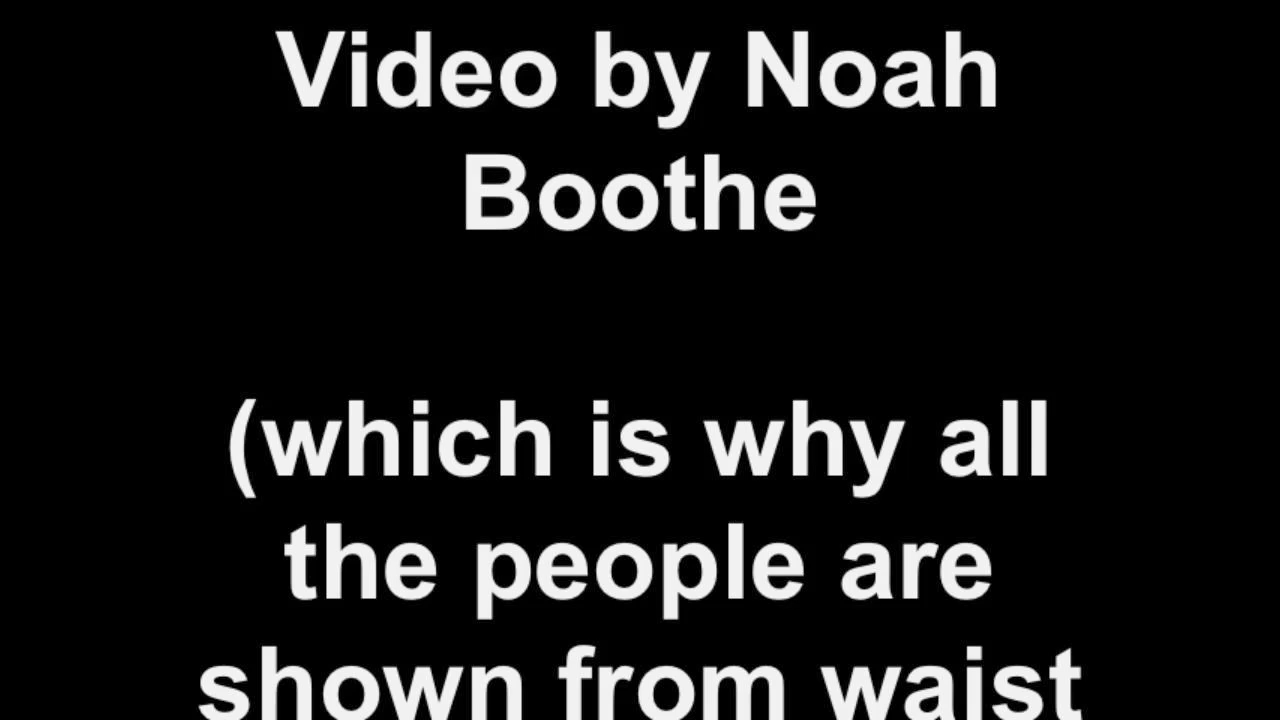 Video by Noah
Boothe
(which is why all
the people are
shown from waist